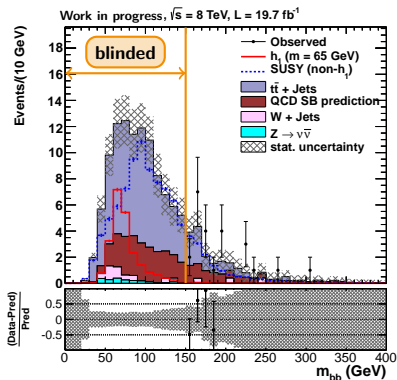 Work in progress, √s = 8 TeV, L = 19.7 fb⁻¹
Events/(10 GeV)
18
16
14
12
10
8
6
4
2
0
blinded
Observed
h₁ (m = 65 GeV)
SUSY (non-h₁)
tt̄ + Jets
QCD SB prediction
W + Jets
Z → νν̄
stat. uncertainty
(Data-Pred)
Pred
0.5
0
-0.5
0 50 100 150 200 250 300 350 400
m_bb (GeV)